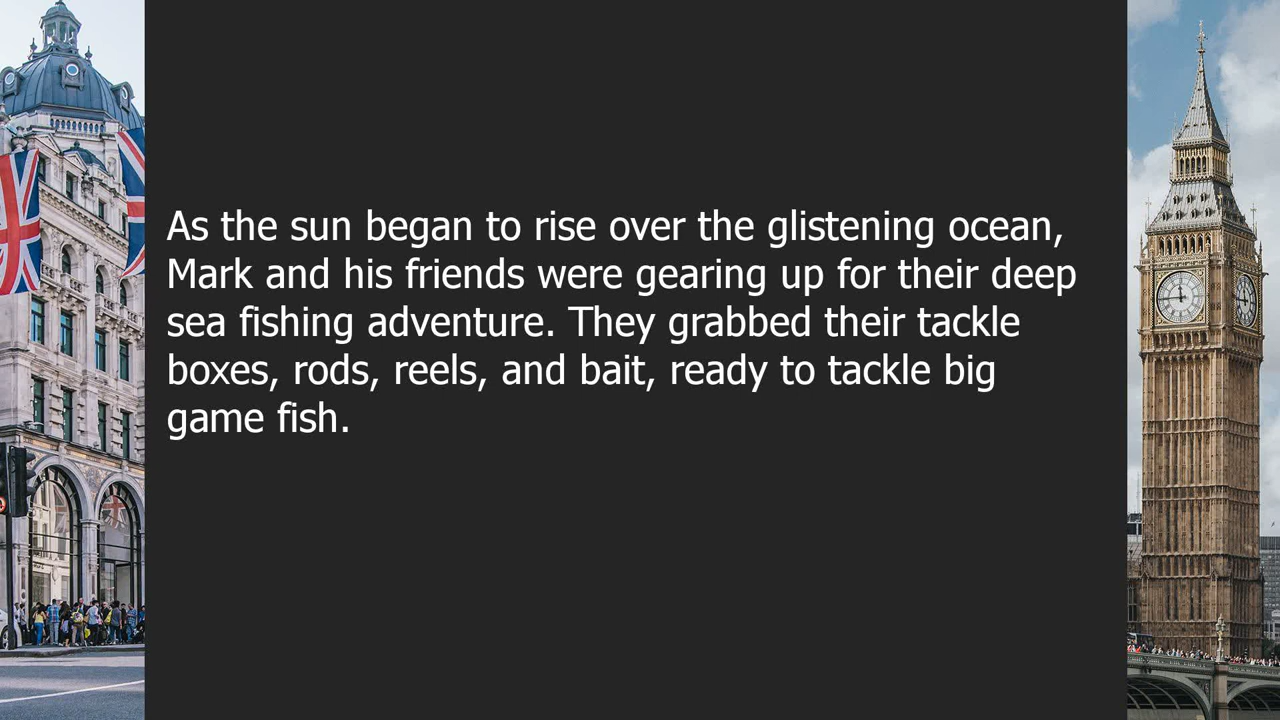 As the sun began to rise over the glistening ocean,
Mark and his friends were gearing up for their deep
sea fishing adventure. They grabbed their tackle
boxes, rods, reels, and bait, ready to tackle big
game fish.